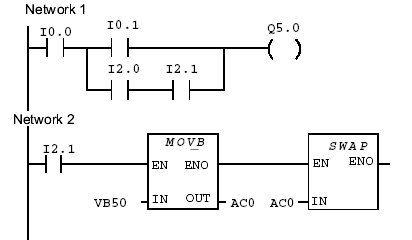 Network 1
I0.0 I0.1 Q5.0
I2.0 I2.1
Network 2
I2.1 MOV_B SWAP
EN ENO EN ENO
VB50 IN OUT AC0 AC0 IN